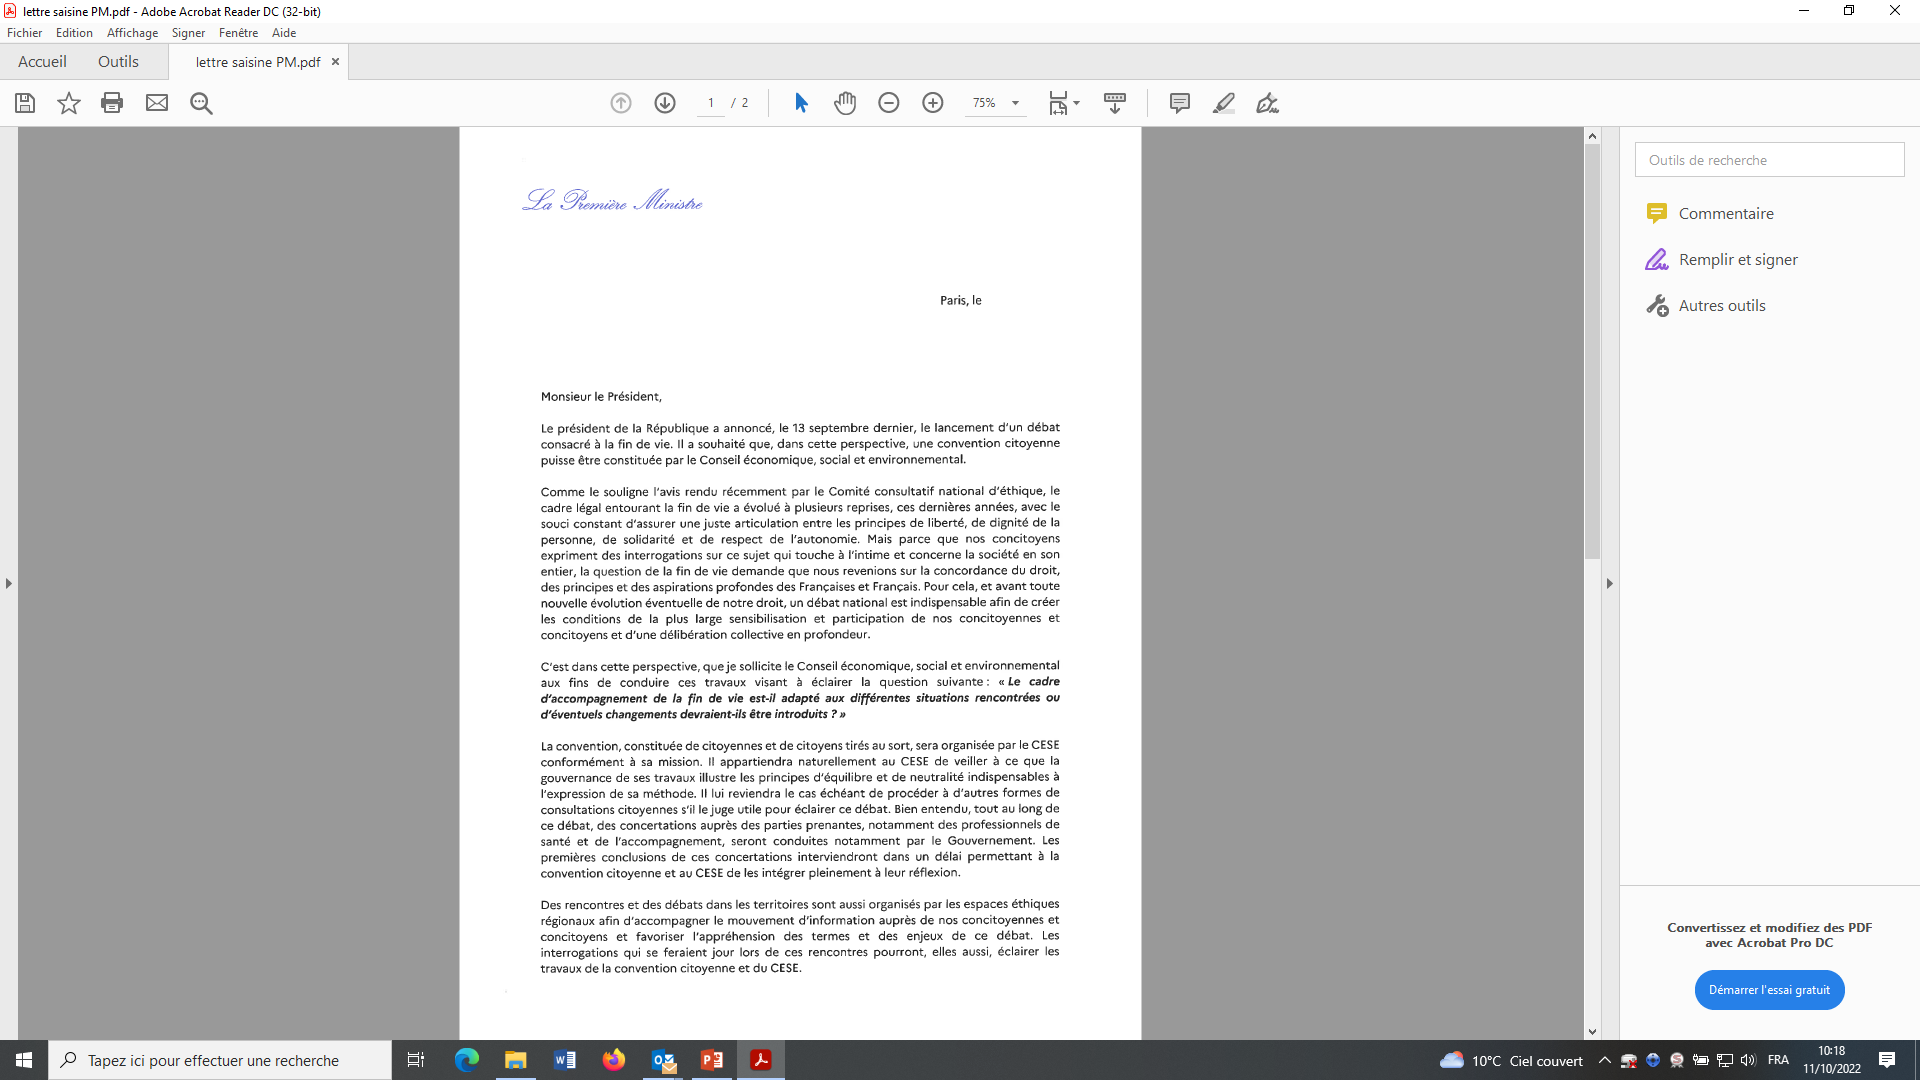 lettre saisine PM.pdf - Adobe Acrobat Reader DC (32-bit)
Fichier Edition Affichage Signer Fenêtre Aide
Accueil Outils lettre saisine PM.pdf ×
1 / 2 75%
La Première Ministre
Paris, le
Monsieur le Président,
Le président de la République a annoncé, le 13 septembre dernier, le lancement d'un débat
consacré à la fin de vie. Il a souhaité que, dans cette perspective, une convention citoyenne
puisse être constituée par le Conseil économique, social et environnemental.
Comme le souligne l'avis rendu récemment par le Comité consultatif national d'éthique, le
cadre légal entourant la fin de vie a évolué à plusieurs reprises, ces dernières années, avec le
souci constant d'assurer une juste articulation entre les principes de liberté, de dignité de la
personne, de solidarité et de respect de l'autonomie. Mais parce que nos concitoyens
expriment des interrogations sur ce sujet qui touche à l'intime et concerne la société en son
entier, la question de la fin de vie demande que nous revenions sur la concordance du droit,
des principes et des aspirations profondes des Françaises et Français. Pour cela, et avant toute
nouvelle évolution éventuelle de notre droit, un débat national est indispensable afin de créer
les conditions de la plus large sensibilisation et participation de nos concitoyennes et
concitoyens et d'une délibération collective en profondeur.
C'est dans cette perspective, que je sollicite le Conseil économique, social et environnemental
aux fins de conduire ces travaux visant à éclairer la question suivante : « Le cadre
d'accompagnement de la fin de vie est-il adapté aux différentes situations rencontrées ou
d'éventuels changements devraient-ils être introduits ? »
La convention, constituée de citoyennes et de citoyens tirés au sort, sera organisée par le CESE
conformément à sa mission. Il appartiendra naturellement au CESE de veiller à ce que la
gouvernance de ses travaux illustre les principes d'équilibre et de neutralité indispensables à
l'expression de sa méthode. Il lui reviendra le cas échéant de procéder à d'autres formes de
consultations citoyennes s'il le juge utile pour éclairer ce débat. Bien entendu, tout au long de
ce débat, des concertations auprès des parties prenantes, notamment des professionnels de
santé et de l'accompagnement, seront conduites notamment par le Gouvernement. Les
premières conclusions de ces concertations interviendront dans un délai permettant à la
convention citoyenne et au CESE de les intégrer pleinement à leur réflexion.
Des rencontres et des débats dans les territoires sont aussi organisés par les espaces éthiques
régionaux afin d'accompagner le mouvement d'information auprès de nos concitoyennes et
concitoyens et favoriser l'appréhension des termes et des enjeux de ce débat. Les
interrogations qui se feraient jour lors de ces rencontres pourront, elles aussi, éclairer les
travaux de la convention citoyenne et du CESE.
Outils de recherche
Commentaire
Remplir et signer
Autres outils
Convertissez et modifiez des PDF
avec Acrobat Pro DC
Démarrer l'essai gratuit
Tapez ici pour effectuer une recherche
10°C Ciel couvert
FRA
10:18
11/10/2022